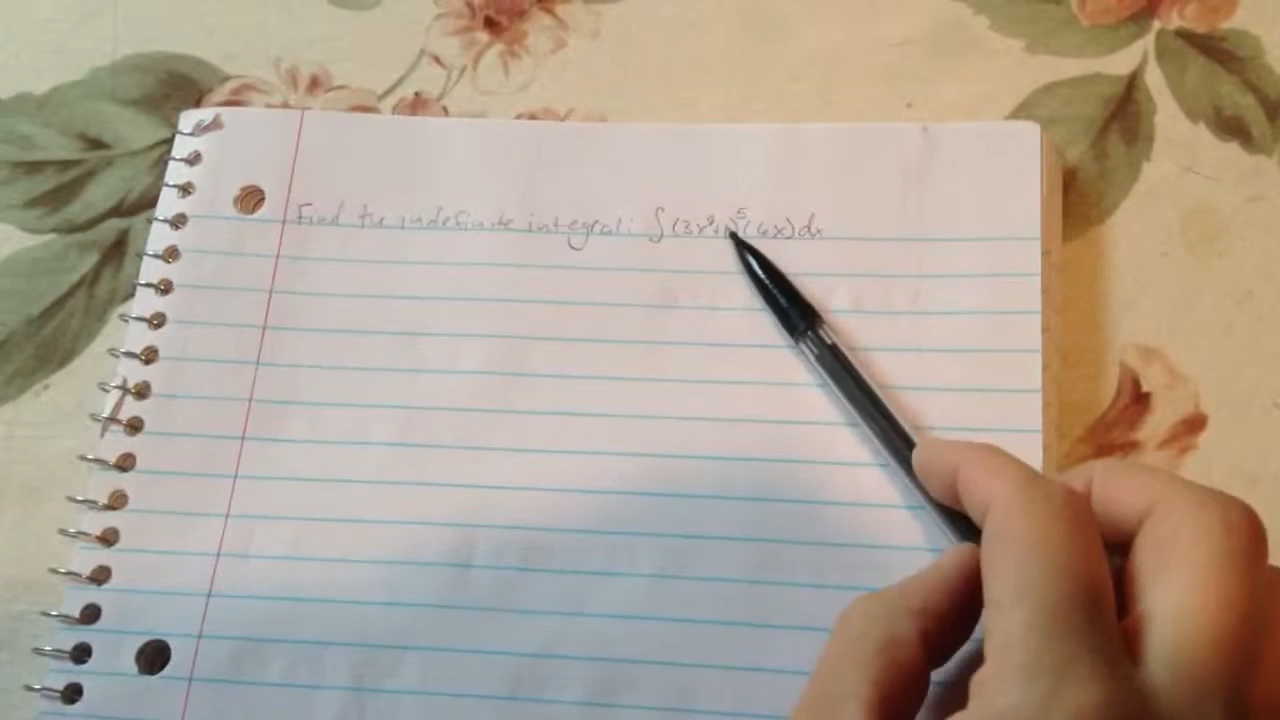 Find the indefinite integral: ∫(3x²+1)⁵(6x)dx